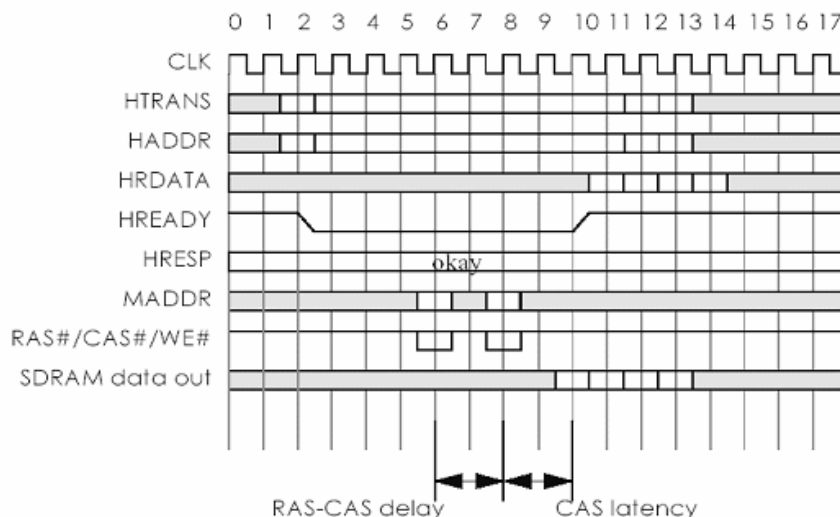 0 1 2 3 4 5 6 7 8 9 10 11 12 13 14 15 16 17
CLK
HTRANS
HADDR
HRDATA
HREADY
HRESP okay
MADDR
RAS#/CAS#/WE#
SDRAM data out
RAS-CAS delay CAS latency